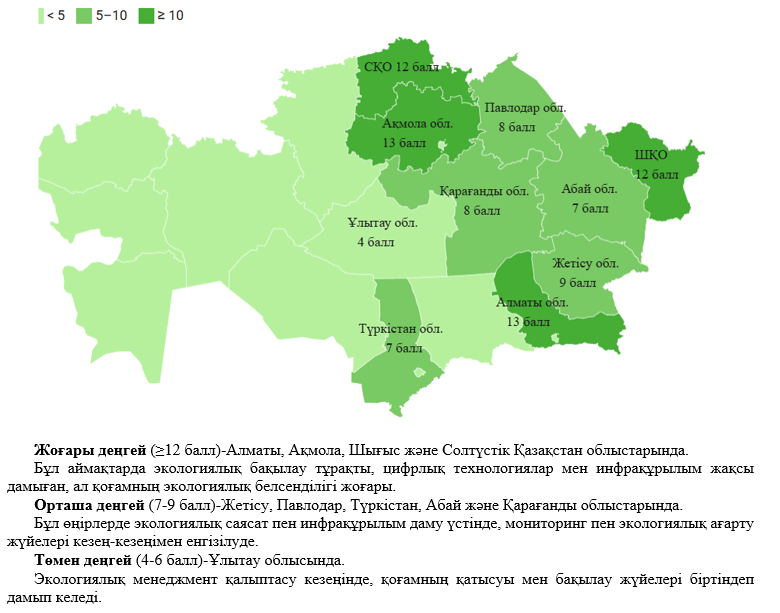 < 5 5–10 ≥ 10
СҚО 12 балл
Павлодар обл.
8 балл
Ақмола обл.
13 балл
ШҚО
12 балл
Қарағанды обл.
8 балл
Абай обл.
7 балл
Ұлытау обл.
4 балл
Жетісу обл.
9 балл
Алматы обл.
13 балл
Түркістан обл.
7 балл
Жоғары деңгей (≥12 балл)-Алматы, Ақмола, Шығыс және Солтүстік Қазақстан облыстарында.
Бұл аймақтарда экологиялық бақылау тұрақты, цифрлық технологиялар мен инфрақұрылым жақсы
дамыған, ал қоғамның экологиялық белсенділігі жоғары.
Орташа деңгей (7-9 балл)-Жетісу, Павлодар, Түркістан, Абай және Қарағанды облыстарында.
Бұл өңірлерде экологиялық саясат пен инфрақұрылым даму үстінде, мониторинг пен экологиялық ағарту
жүйелері кезең-кезеңімен енгізілуде.
Төмен деңгей (4-6 балл)-Ұлытау облысында.
Экологиялық менеджмент қалыптасу кезеңінде, қоғамның қатысуы мен бақылау жүйелері біртіндеп
дамып келеді.